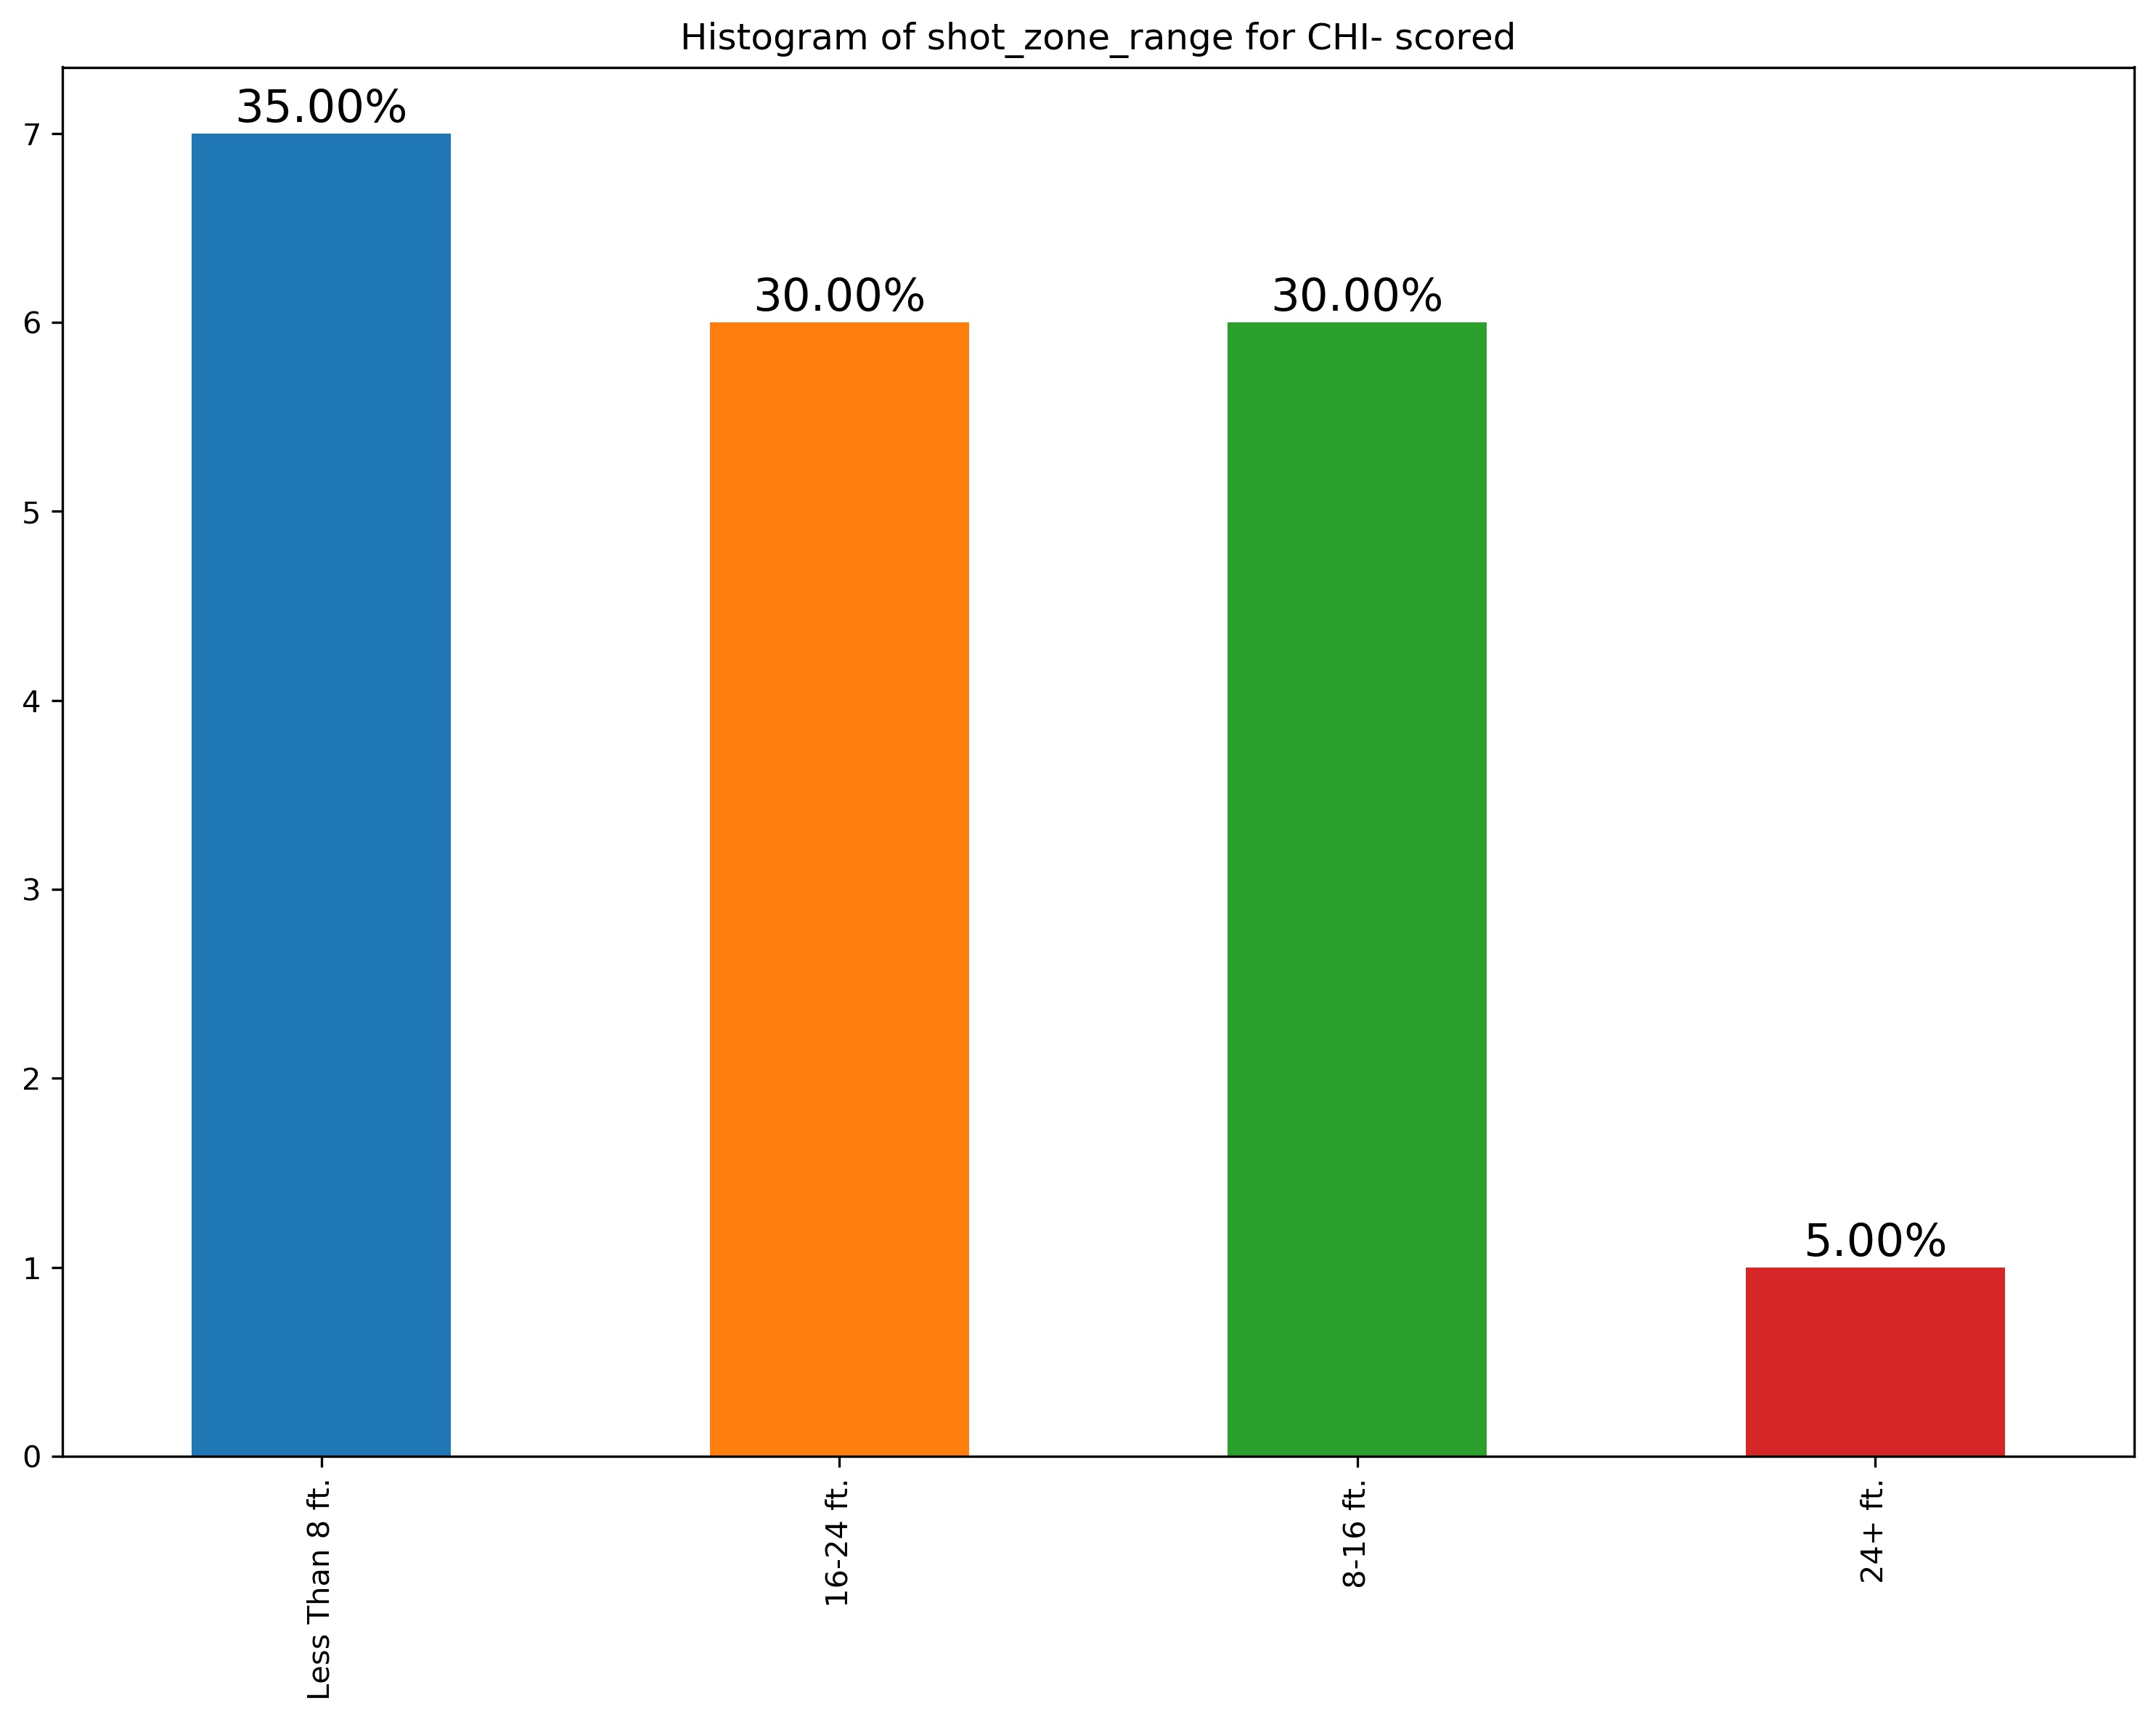 Histogram of shot_zone_range for CHI- scored
35.00%
30.00%
30.00%
5.00%
7
6
5
4
3
2
1
0
Less Than 8 ft.
16-24 ft.
8-16 ft.
24+ ft.